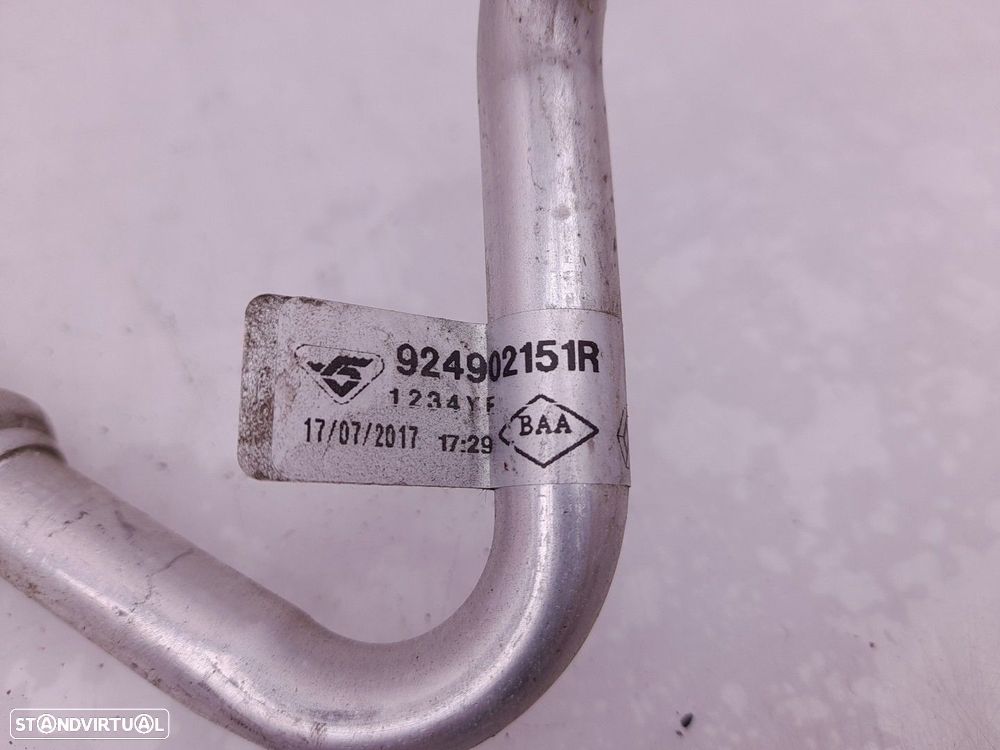 924902151R
1234YF
17/07/2017 17:29
BAA
STANDVIRTUAL